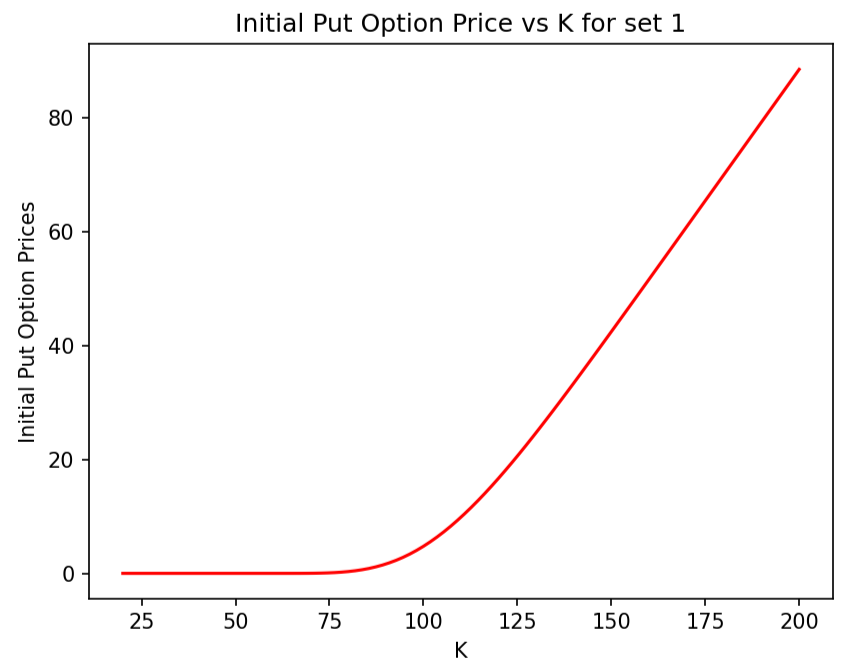 Initial Put Option Price vs K for set 1
Initial Put Option Prices
80
60
40
20
0
25 50 75 100 125 150 175 200
K